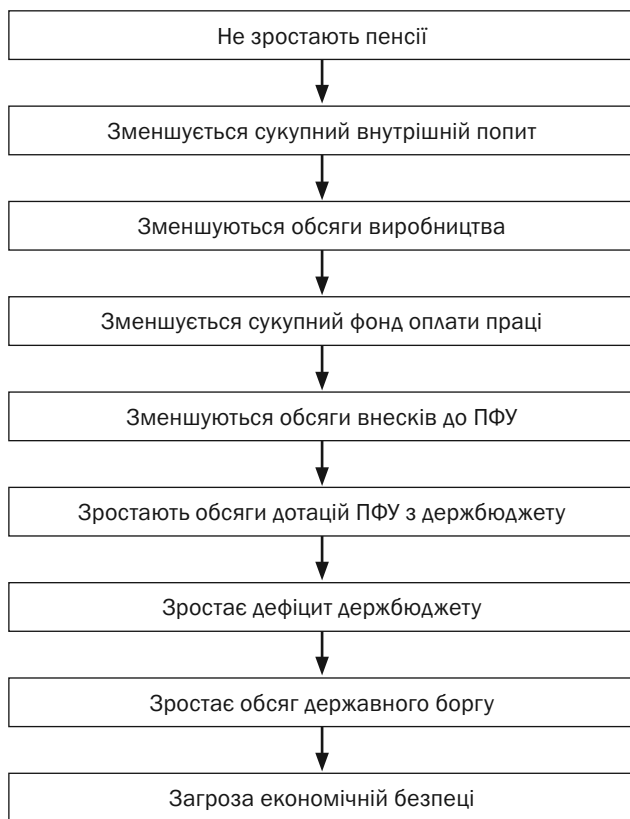 Не зростають пенсії
Зменшується сукупний внутрішній попит
Зменшуються обсяги виробництва
Зменшується сукупний фонд оплати праці
Зменшуються обсяги внесків до ПФУ
Зростають обсяги дотацій ПФУ з держбюджету
Зростає дефіцит держбюджету
Зростає обсяг державного боргу
Загроза економічній безпеці